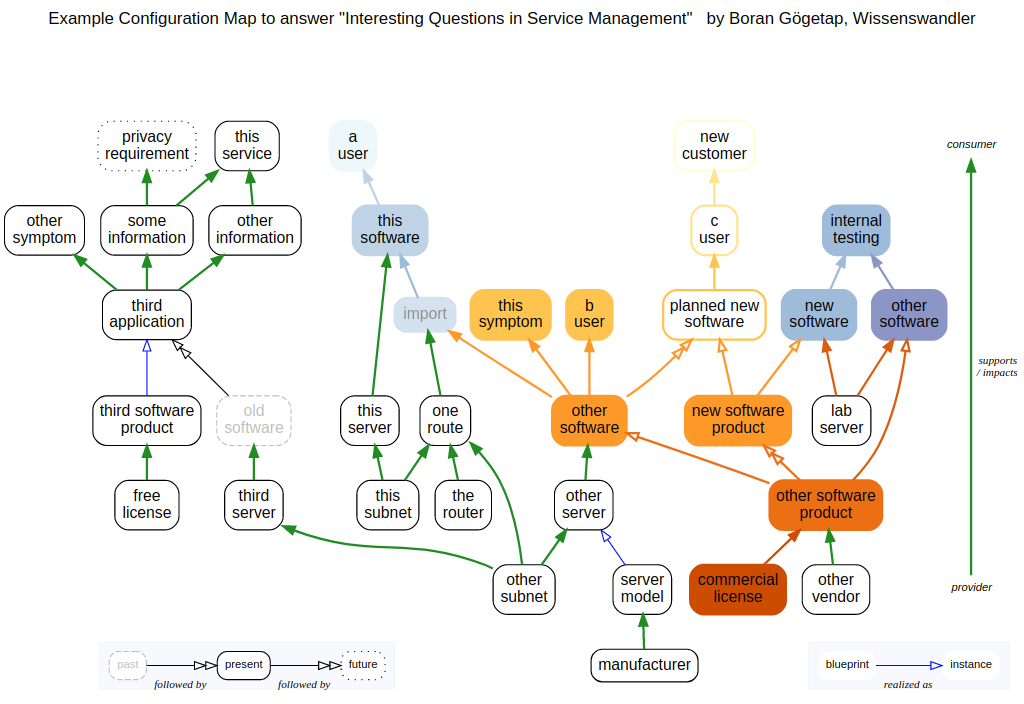 Example Configuration Map to answer "Interesting Questions in Service Management"   by Boran Gögetap, Wissenswandler
privacy
requirement
this
service
a
user
new
customer
consumer
other
symptom
some
information
other
information
this
software
c
user
internal
testing
third
application
import
this
symptom
b
user
planned new
software
new
software
other
software
supports
/ impacts
third software
product
old
software
this
server
one
route
other
software
new software
product
lab
server
free
license
third
server
this
subnet
the
router
other
server
other software
product
other
subnet
server
model
commercial
license
other
vendor
provider
manufacturer
past
present
future
followed by
followed by
blueprint
instance
realized as